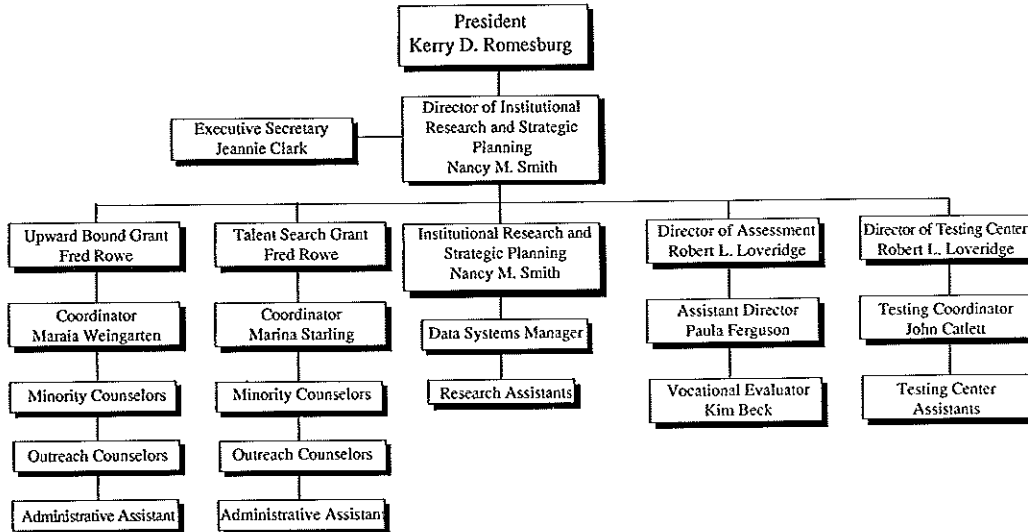 President
Kerry D. Romesburg
Director of Institutional
Research and Strategic
Planning
Nancy M. Smith
Executive Secretary
Jeannie Clark
Upward Bound Grant
Fred Rowe
Coordinator
Maraia Weingarten
Minority Counselors
Outreach Counselors
Administrative Assistant
Talent Search Grant
Fred Rowe
Coordinator
Marina Starling
Minority Counselors
Outreach Counselors
Administrative Assistant
Institutional Research and
Strategic Planning
Nancy M. Smith
Data Systems Manager
Research Assistants
Director of Assessment
Robert L. Loveridge
Assistant Director
Paula Ferguson
Vocational Evaluator
Kim Beck
Director of Testing Center
Robert L. Loveridge
Testing Coordinator
John Catlett
Testing Center
Assistants